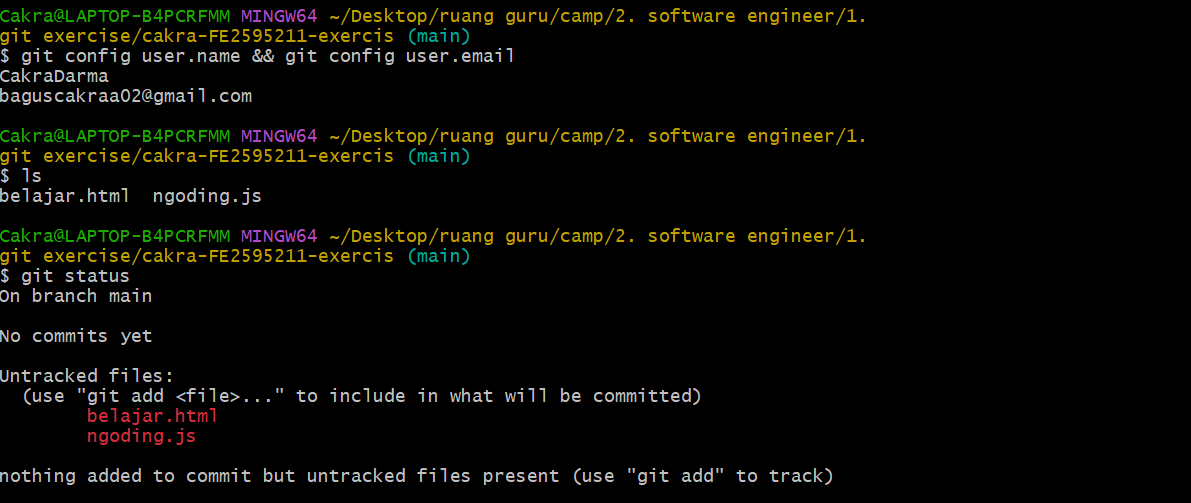 Cakra@LAPTOP-B4PCRFMM MINGW64 ~/Desktop/ruang guru/camp/2. software engineer/1.
git exercise/cakra-FE2595211-exercis (main)
$ git config user.name && git config user.email
CakraDarma
baguscakraa02@gmail.com
Cakra@LAPTOP-B4PCRFMM MINGW64 ~/Desktop/ruang guru/camp/2. software engineer/1.
git exercise/cakra-FE2595211-exercis (main)
$ ls
belajar.html  ngoding.js
Cakra@LAPTOP-B4PCRFMM MINGW64 ~/Desktop/ruang guru/camp/2. software engineer/1.
git exercise/cakra-FE2595211-exercis (main)
$ git status
On branch main
No commits yet
Untracked files:
  (use "git add <file>..." to include in what will be committed)
        belajar.html
        ngoding.js
nothing added to commit but untracked files present (use "git add" to track)